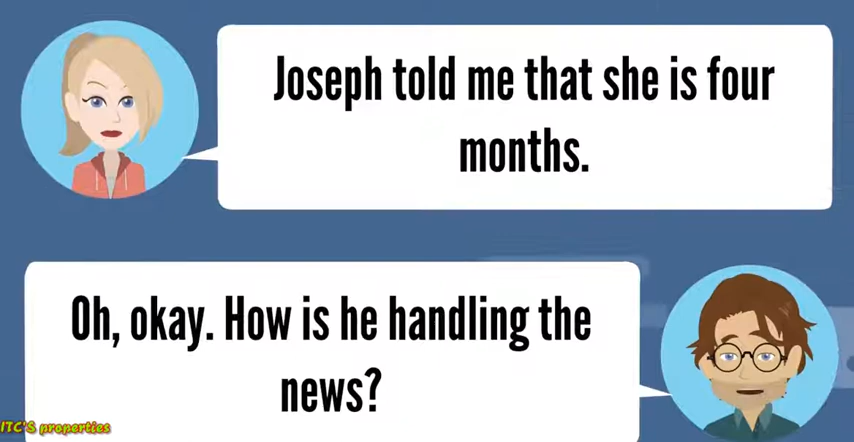 Joseph told me that she is four
months.
Oh, okay. How is he handling the
news?
ITC'S properties